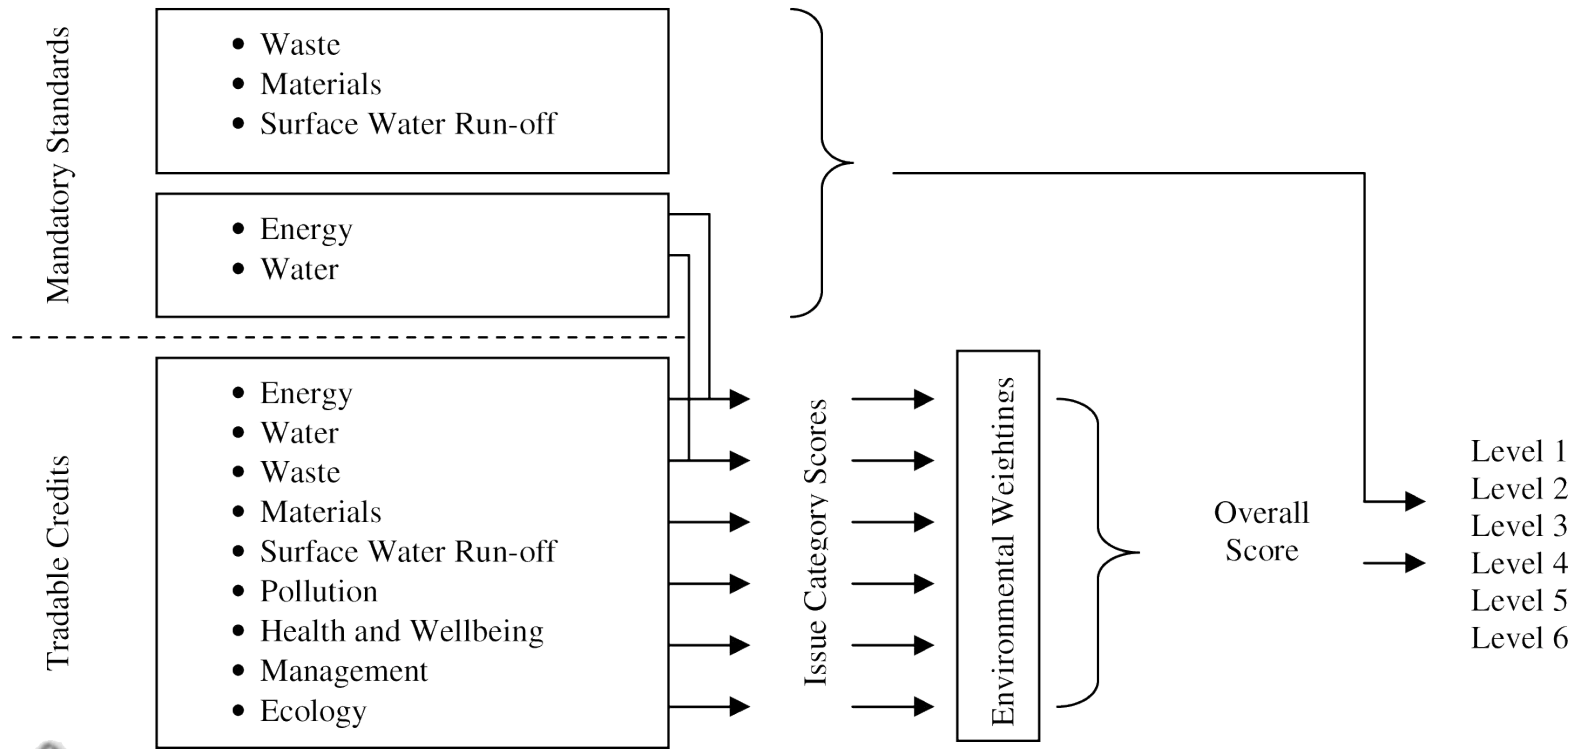 Mandatory Standards
• Waste
• Materials
• Surface Water Run-off
• Energy
• Water
Tradable Credits
• Energy
• Water
• Waste
• Materials
• Surface Water Run-off
• Pollution
• Health and Wellbeing
• Management
• Ecology
Issue Category Scores
Environmental Weightings
Overall
Score
Level 1
Level 2
Level 3
Level 4
Level 5
Level 6